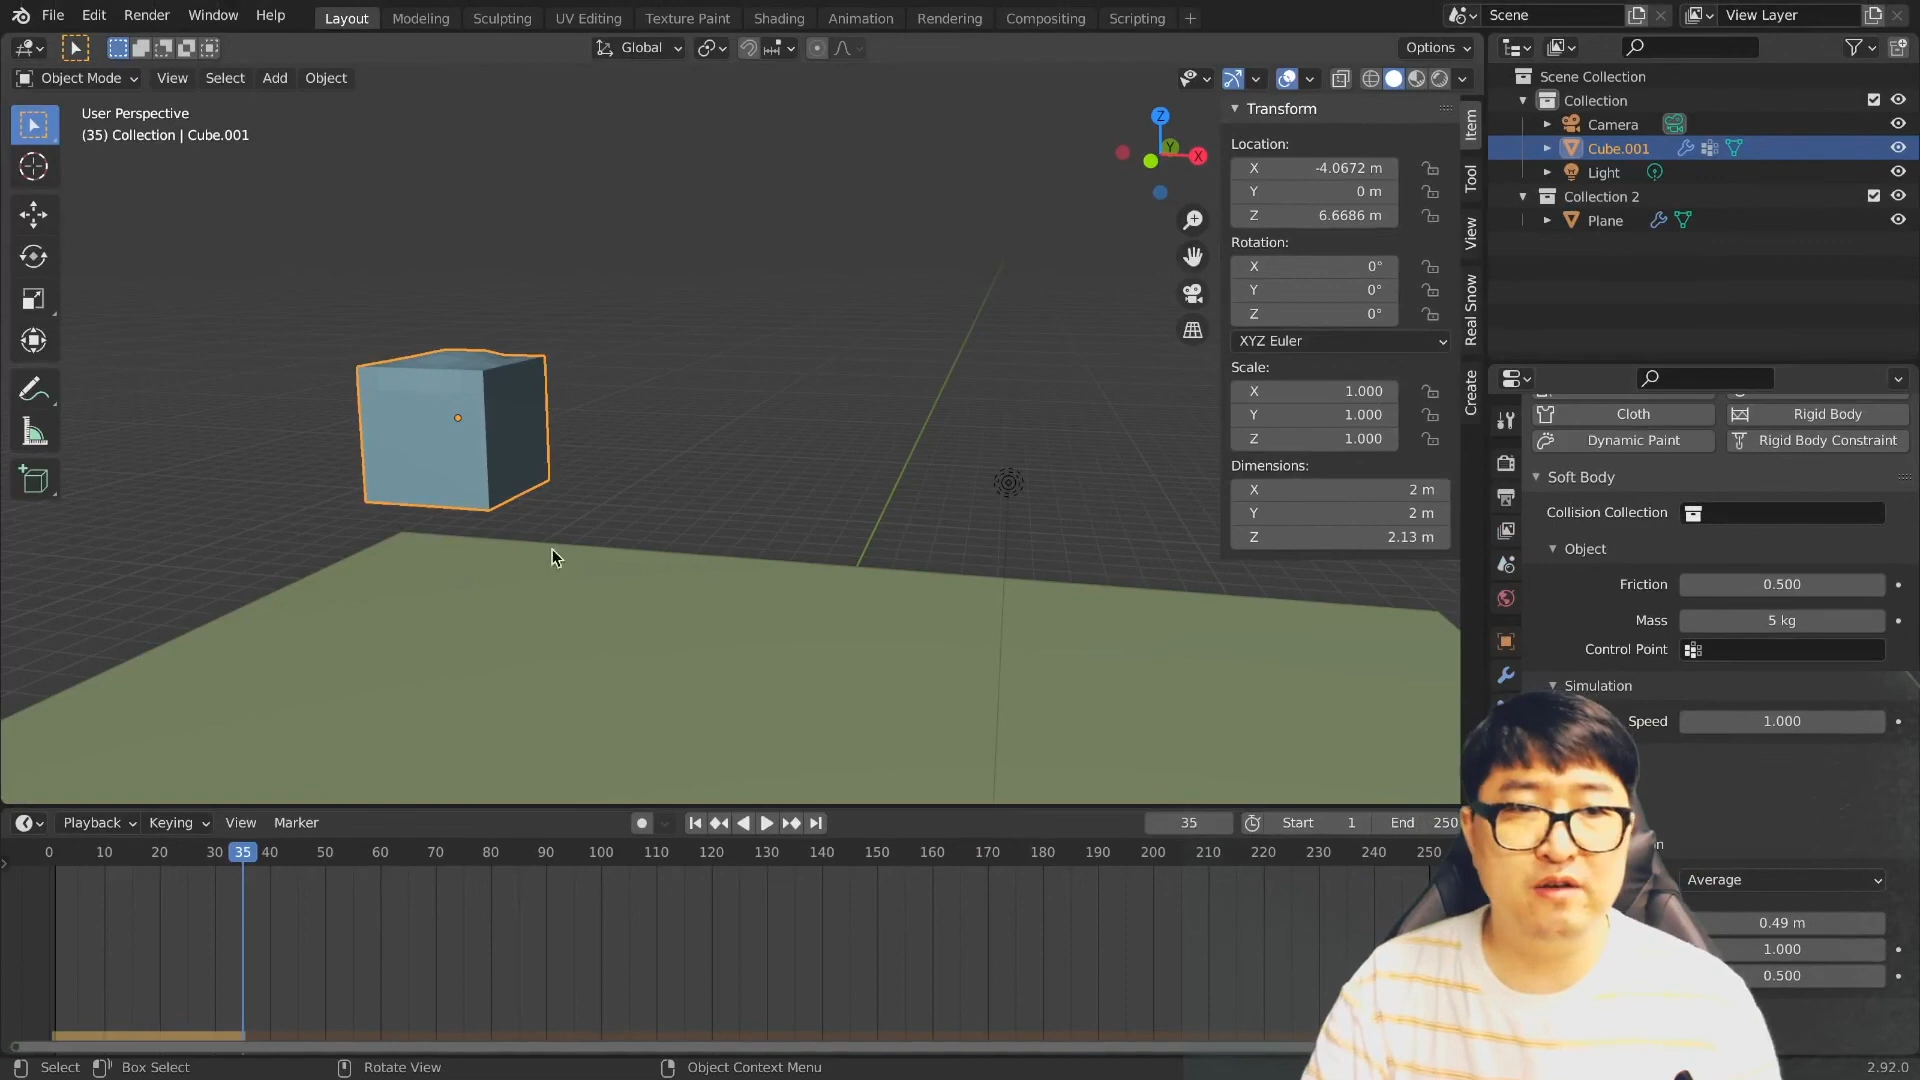 File Edit Render Window Help Layout Modeling Sculpting UV Editing Texture Paint Shading Animation Rendering Compositing Scripting + Scene View Layer
Global Options
Object Mode View Select Add Object
User Perspective
(35) Collection | Cube.001
Z
Y
X
Transform
Location:
X -4.0672 m
Y 0 m
Z 6.6686 m
Rotation:
X 0°
Y 0°
Z 0°
XYZ Euler
Scale:
X 1.000
Y 1.000
Z 1.000
Dimensions:
X 2 m
Y 2 m
Z 2.13 m
Item
Tool
View
Real Snow
Create
Scene Collection
Collection
Camera
Cube.001
Light
Collection 2
Plane
Cloth Rigid Body
Dynamic Paint Rigid Body Constraint
Soft Body
Collision Collection
Object
Friction 0.500
Mass 5 kg
Control Point
Simulation
Speed 1.000
Average
0.49 m
1.000
0.500
Playback Keying View Marker 35 Start 1 End 250
0 10 20 30 35 40 50 60 70 80 90 100 110 120 130 140 150 160 170 180 190 200 210 220 230 240 250
Select Box Select Rotate View Object Context Menu 2.92.0